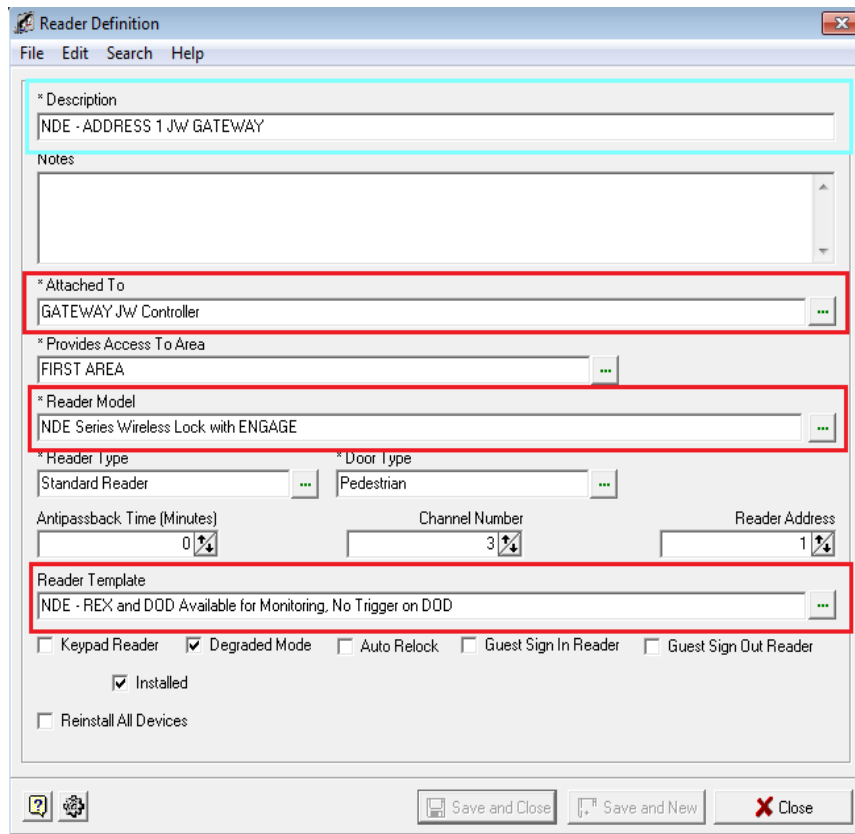 Reader Definition
File Edit Search Help
* Description
NDE - ADDRESS 1 JW GATEWAY
Notes
* Attached To
GATEWAY JW Controller
...
* Provides Access To Area
FIRST AREA
...
* Reader Model
NDE Series Wireless Lock with ENGAGE
...
* Reader Type * Door Type
Standard Reader ... Pedestrian ...
Antipassback Time (Minutes) Channel Number Reader Address
0 3 1
Reader Template
NDE - REX and DOD Available for Monitoring, No Trigger on DOD
...
Keypad Reader Degraded Mode Auto Relock Guest Sign In Reader Guest Sign Out Reader
Installed
Reinstall All Devices
? Save and Close Save and New Close